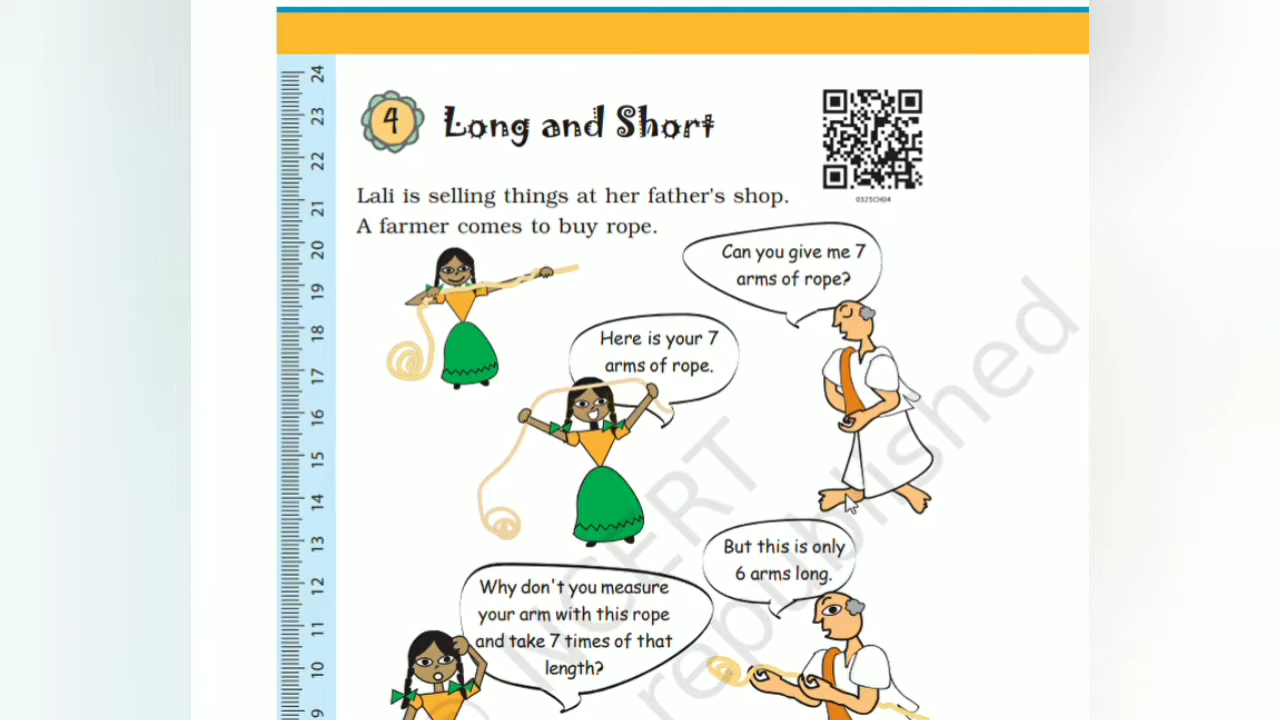 4 Long and Short
0325CH04
Lali is selling things at her father's shop.
A farmer comes to buy rope.
Can you give me 7
arms of rope?
Here is your 7
arms of rope.
But this is only
6 arms long.
Why don't you measure
your arm with this rope
and take 7 times of that
length?
24
23
22
21
20
19
18
17
16
15
14
13
12
11
10
9
NCERT
republished